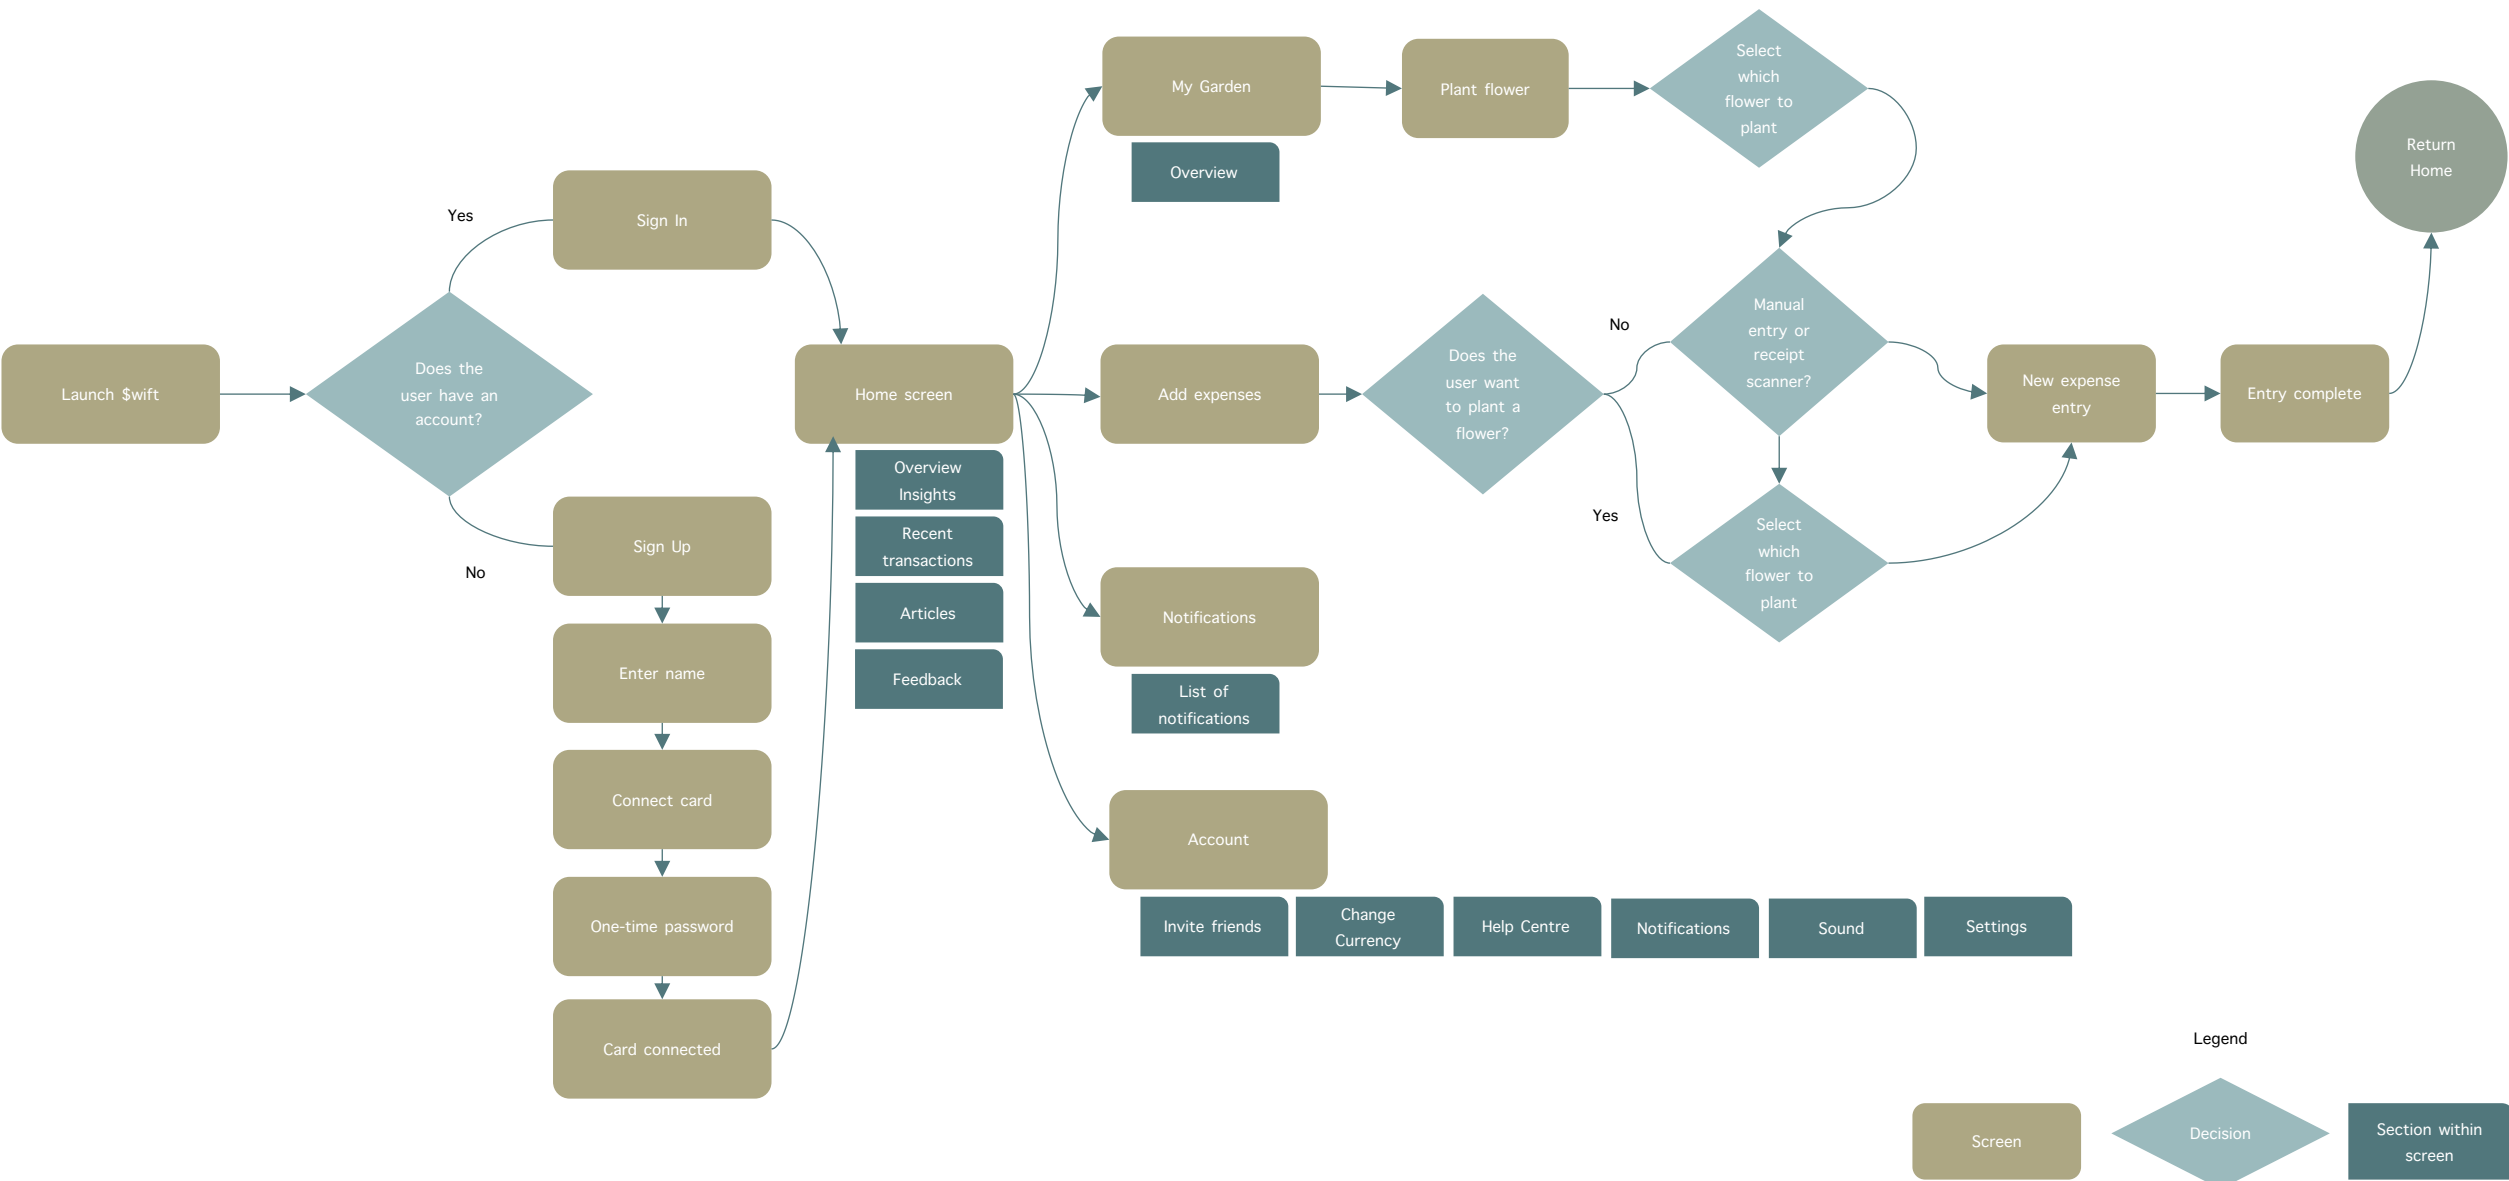 Launch $wift
Does the
user have an
account?
Yes
No
Sign In
Sign Up
Enter name
Connect card
One-time password
Card connected
Home screen
Overview
Insights
Recent
transactions
Articles
Feedback
My Garden
Overview
Plant flower
Select
which
flower to
plant
Add expenses
Does the
user want
to plant a
flower?
No
Yes
Manual
entry or
receipt
scanner?
Select
which
flower to
plant
New expense
entry
Entry complete
Return
Home
Notifications
List of
notifications
Account
Invite friends
Change
Currency
Help Centre
Notifications
Sound
Settings
Legend
Screen
Decision
Section within
screen